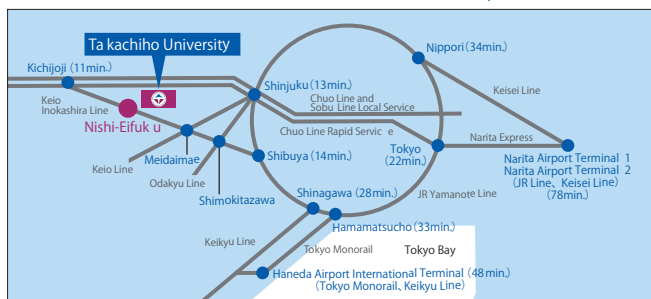 Ta kachiho University
Nippori (34min.)
Kichijoji (11min.)
Shinjuku (13min.)
Keisei Line
Keio
Inokashira Line
Chuo Line and
Sobu Line Local Service
Nishi-Eifuk u
Chuo Line Rapid Servic e
Narita Express
Tokyo
(22min.)
Keio Line
Meidaimae
Shibuya (14min.)
Narita Airport Terminal 1
Narita Airport Terminal 2
(JR Line、Keisei Line)
(78min.)
Odakyu Line
Shimokitazawa
Shinagawa (28min.)
JR Yamanote Line
Hamamatsucho (33min.)
Keikyu Line
Tokyo Monorail
Tokyo Bay
Haneda Airport International Terminal (48min.)
(Tokyo Monorail、Keikyu Line)